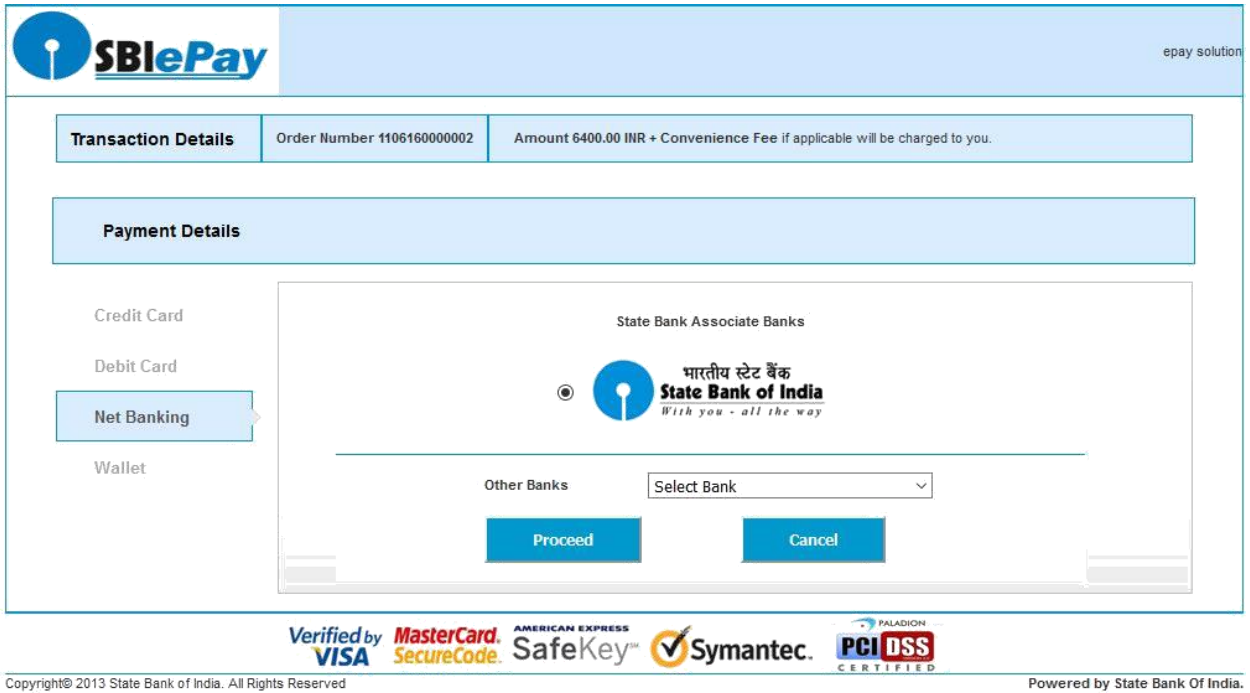 SBIePay
epay solution
Transaction Details
Order Number 1106160000002
Amount 6400.00 INR + Convenience Fee if applicable will be charged to you.
Payment Details
Credit Card
Debit Card
Net Banking
Wallet
State Bank Associate Banks
भारतीय स्टेट बैंक
State Bank of India
With you - all the way
Other Banks
Select Bank
Proceed
Cancel
Verified by
VISA
MasterCard.
SecureCode.
AMERICAN EXPRESS
SafeKey℠
Symantec.
PALADION
PCI DSS
CERTIFIED
Copyright© 2013 State Bank of India. All Rights Reserved
Powered by State Bank Of India.